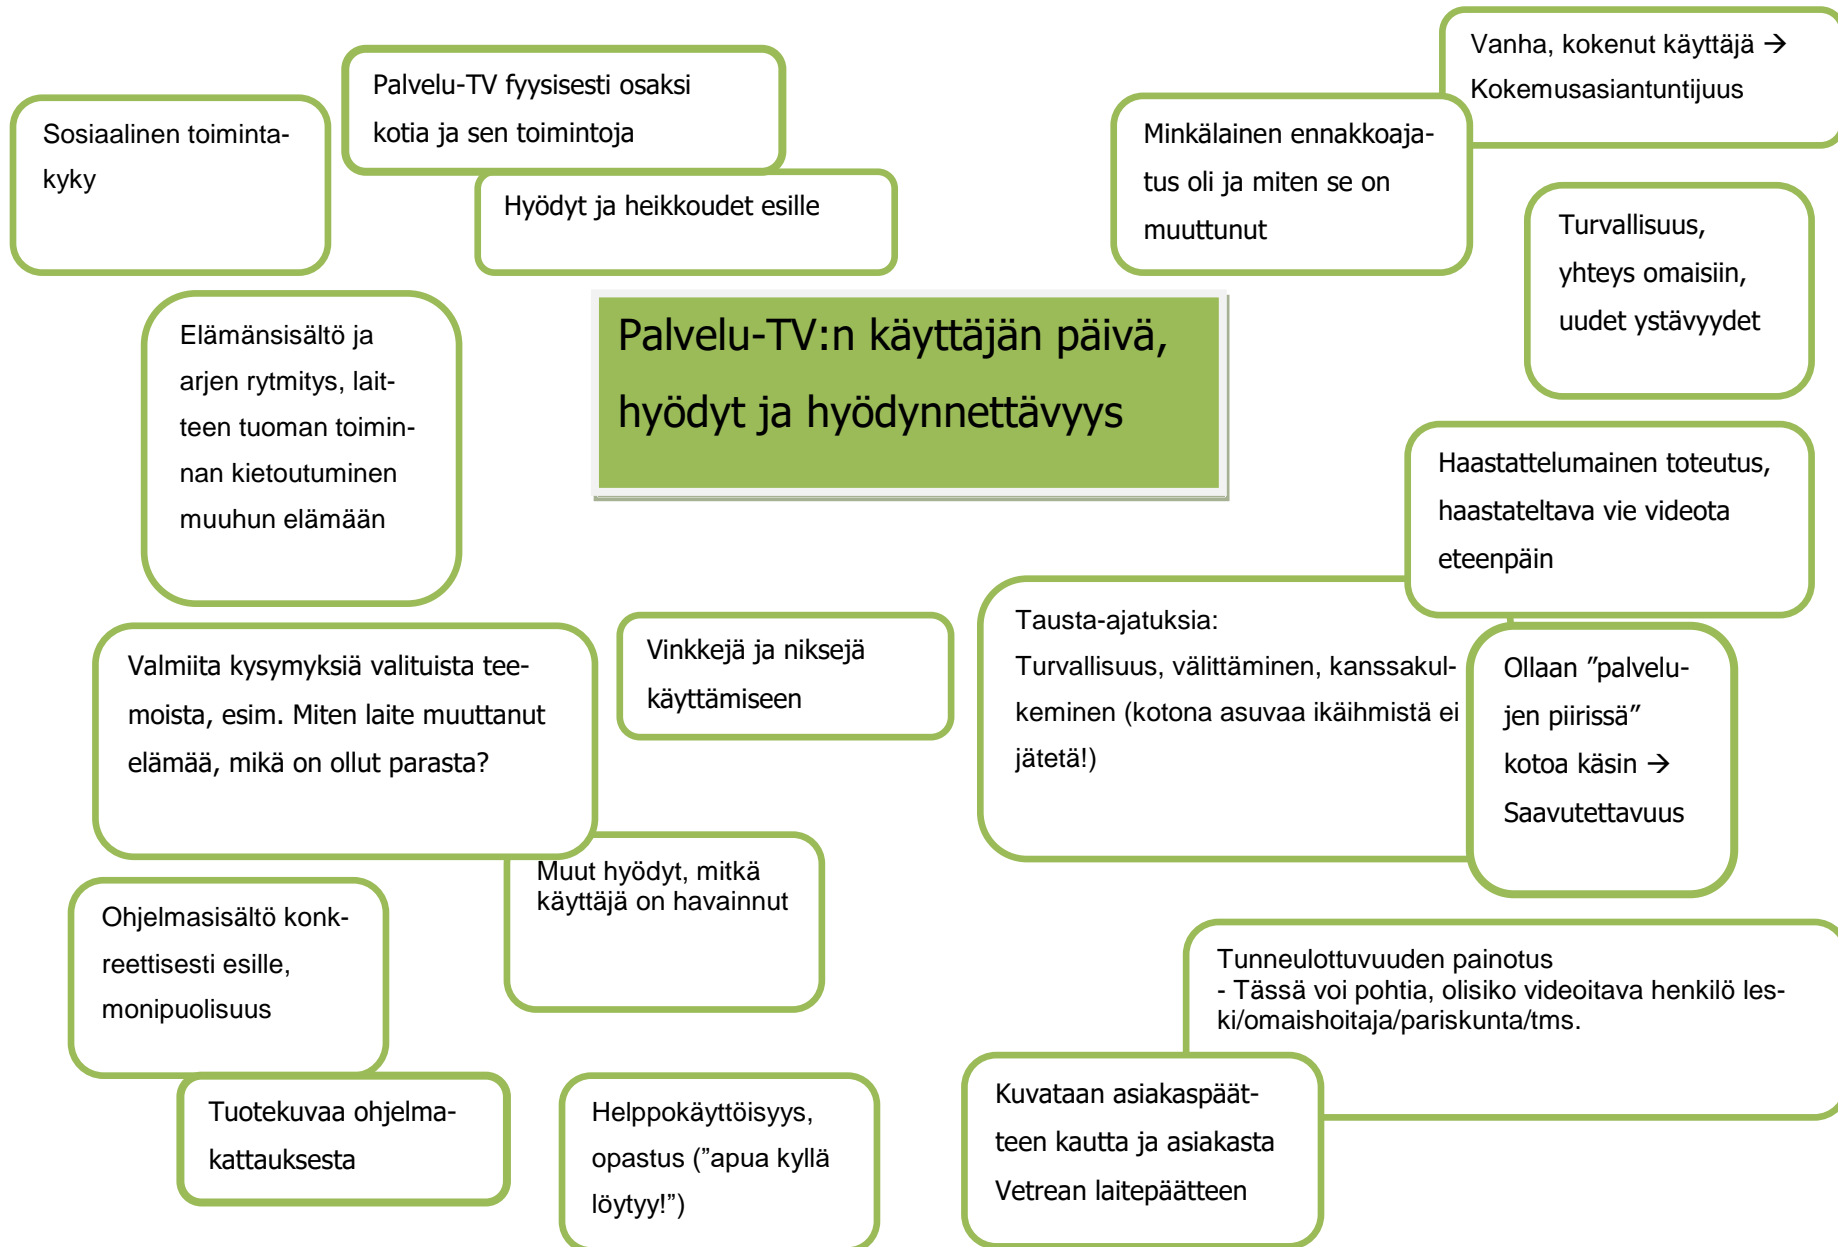 Vanha, kokenut käyttäjä →
Kokemusasiantuntijuus
Palvelu-TV fyysisesti osaksi
kotia ja sen toimintoja
Sosiaalinen toiminta-
kyky
Minkälainen ennakkoaja-
tus oli ja miten se on
muuttunut
Hyödyt ja heikkoudet esille
Turvallisuus,
yhteys omaisiin,
uudet ystävyydet
Palvelu-TV:n käyttäjän päivä,
hyödyt ja hyödynnettävyys
Elämänsisältö ja
arjen rytmitys, lait-
teen tuoman toimin-
nan kietoutuminen
muuhun elämään
Haastattelumainen toteutus,
haastateltava vie videota
eteenpäin
Valmiita kysymyksiä valituista tee-
moista, esim. Miten laite muuttanut
elämää, mikä on ollut parasta?
Vinkkejä ja niksejä
käyttämiseen
Tausta-ajatuksia:
Turvallisuus, välittäminen, kanssakul-
keminen (kotona asuvaa ikäihmistä ei
jätetä!)
Ollaan ”palvelu-
jen piirissä”
kotoa käsin →
Saavutettavuus
Muut hyödyt, mitkä
käyttäjä on havainnut
Ohjelmasisältö konk-
reettisesti esille,
monipuolisuus
Tunneulottuvuuden painotus
- Tässä voi pohtia, olisiko videoitava henkilö les-
ki/omaishoitaja/pariskunta/tms.
Tuotekuvaa ohjelma-
kattauksesta
Helppokäyttöisyys,
opastus (”apua kyllä
löytyy!”)
Kuvataan asiakaspäät-
teen kautta ja asiakasta
Vetrean laitepäätteen